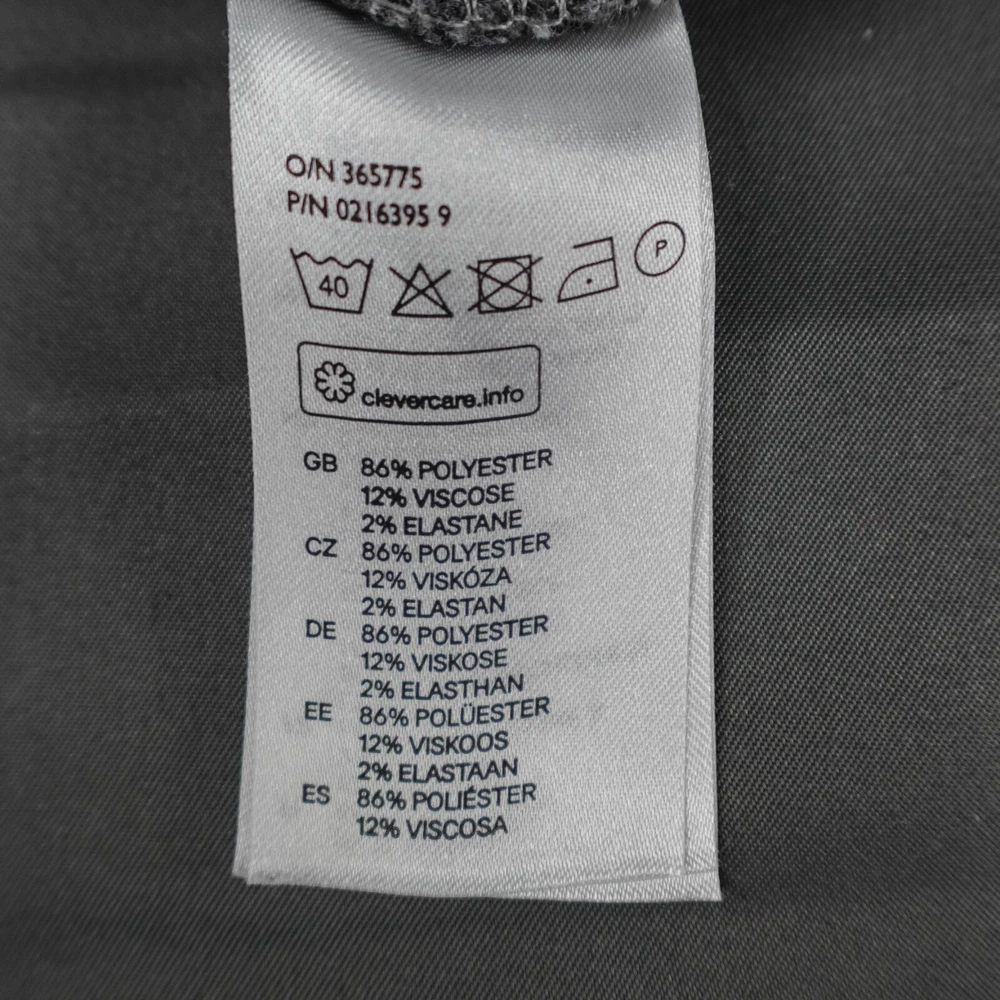 O/N 365775
P/N 0216395 9
40 P
clevercare.info
GB 86% POLYESTER
12% VISCOSE
2% ELASTANE
CZ 86% POLYESTER
12% VISKÓZA
2% ELASTAN
DE 86% POLYESTER
12% VISKOSE
2% ELASTHAN
EE 86% POLÜESTER
12% VISKOOS
2% ELASTAAN
ES 86% POLIÉSTER
12% VISCOSA